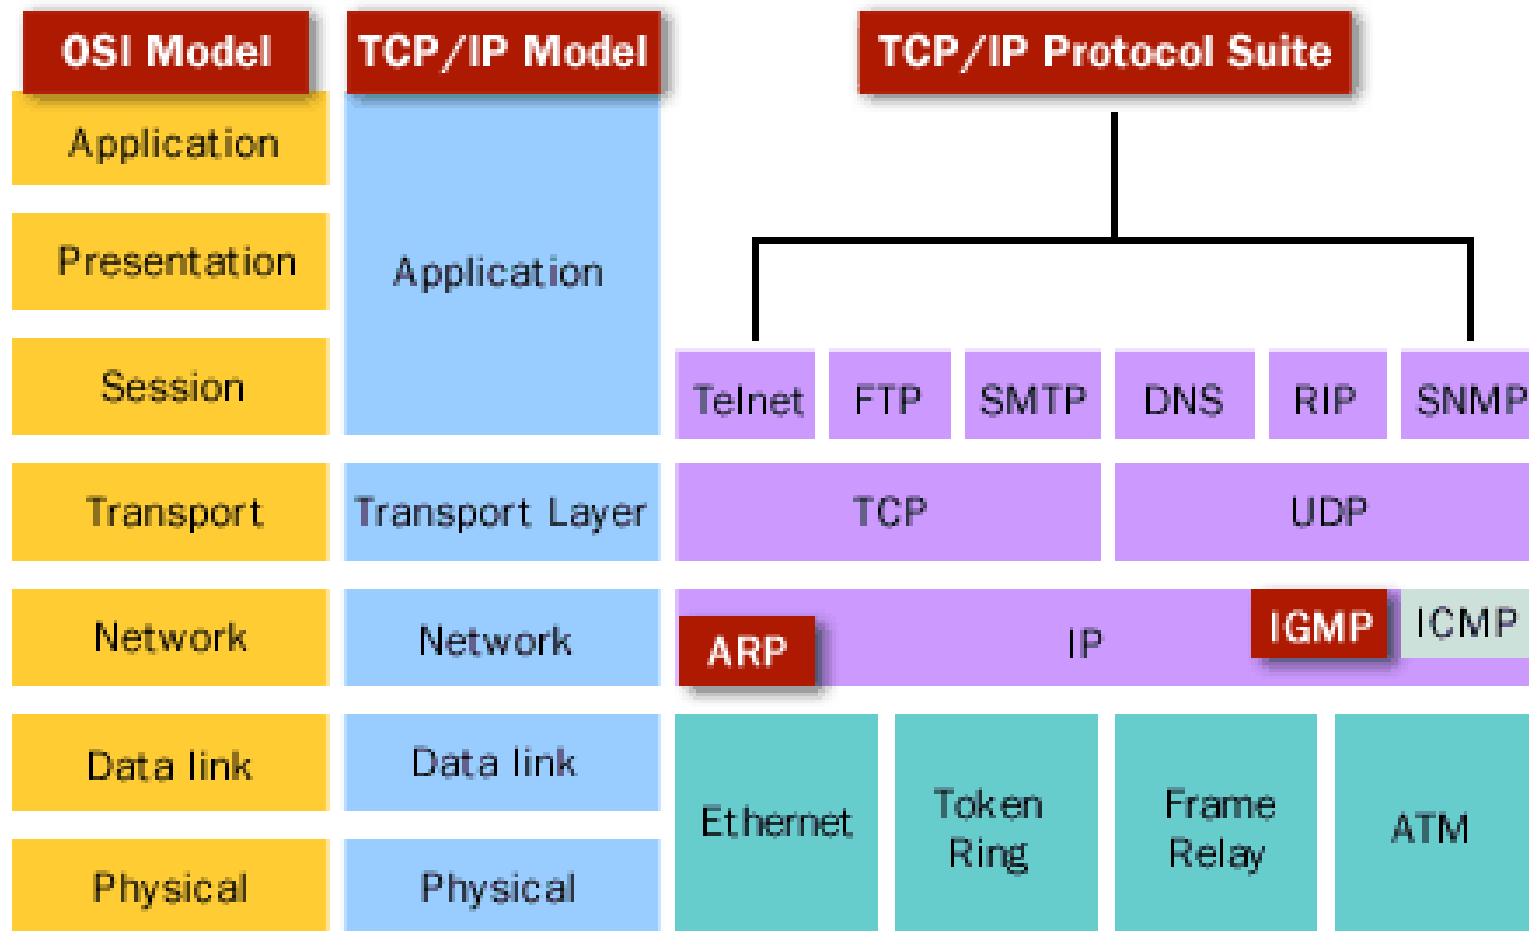 OSI Model
TCP/IP Model
TCP/IP Protocol Suite
Application
Presentation
Application
Session
Telnet
FTP
SMTP
DNS
RIP
SNMP
Transport
Transport Layer
TCP
UDP
Network
Network
ARP
IP
IGMP
ICMP
Data link
Data link
Ethernet
Token
Ring
Frame
Relay
ATM
Physical
Physical